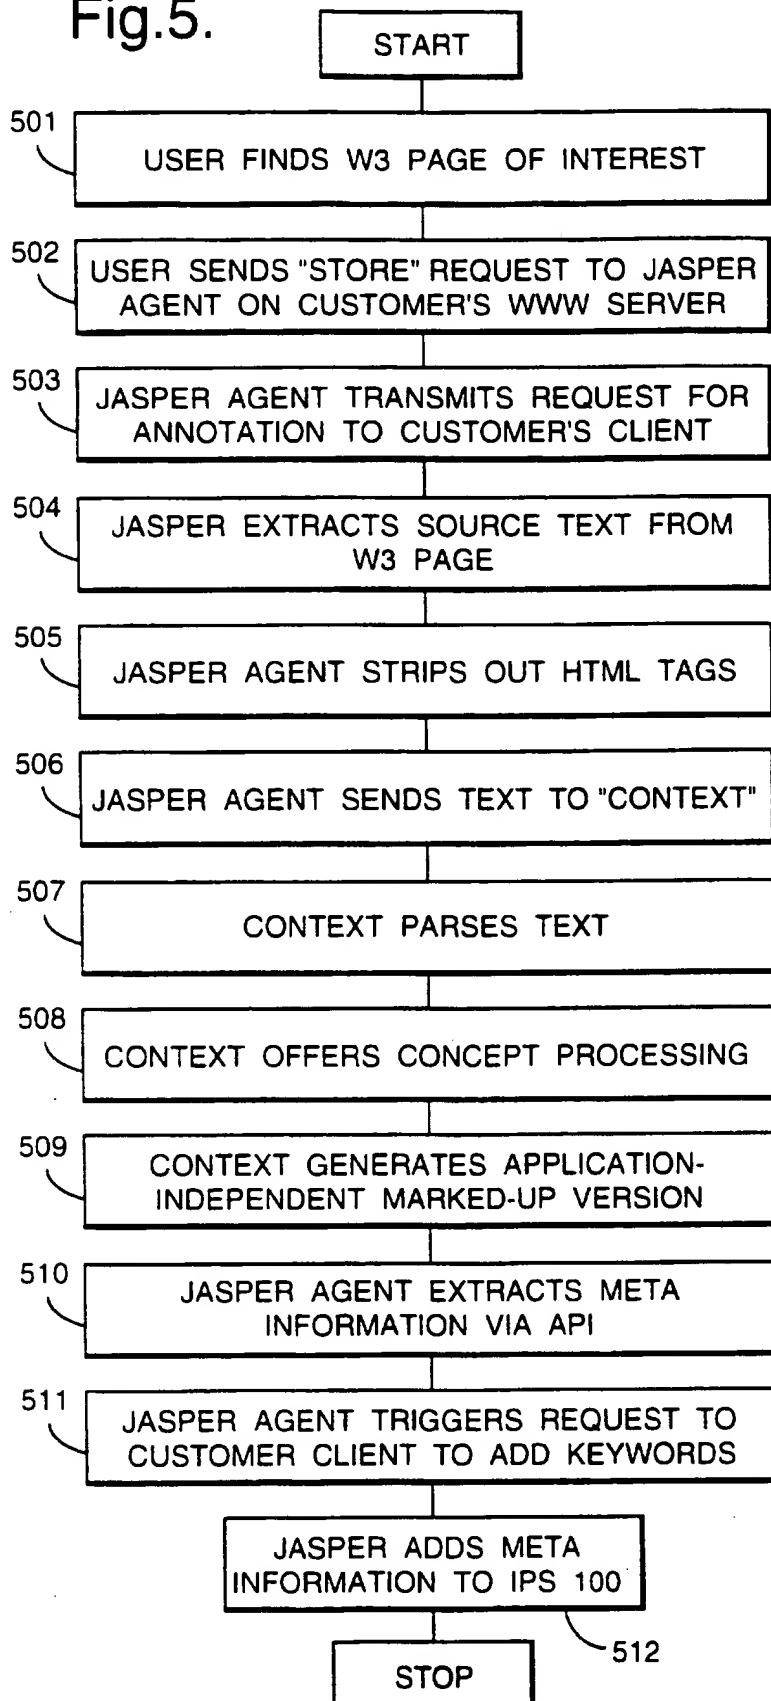 Fig.5.
START
501
USER FINDS W3 PAGE OF INTEREST
502
USER SENDS "STORE" REQUEST TO JASPER
AGENT ON CUSTOMER'S WWW SERVER
503
JASPER AGENT TRANSMITS REQUEST FOR
ANNOTATION TO CUSTOMER'S CLIENT
504
JASPER EXTRACTS SOURCE TEXT FROM
W3 PAGE
505
JASPER AGENT STRIPS OUT HTML TAGS
506
JASPER AGENT SENDS TEXT TO "CONTEXT"
507
CONTEXT PARSES TEXT
508
CONTEXT OFFERS CONCEPT PROCESSING
509
CONTEXT GENERATES APPLICATION-
INDEPENDENT MARKED-UP VERSION
510
JASPER AGENT EXTRACTS META
INFORMATION VIA API
511
JASPER AGENT TRIGGERS REQUEST TO
CUSTOMER CLIENT TO ADD KEYWORDS
JASPER ADDS META
INFORMATION TO IPS 100
512
STOP